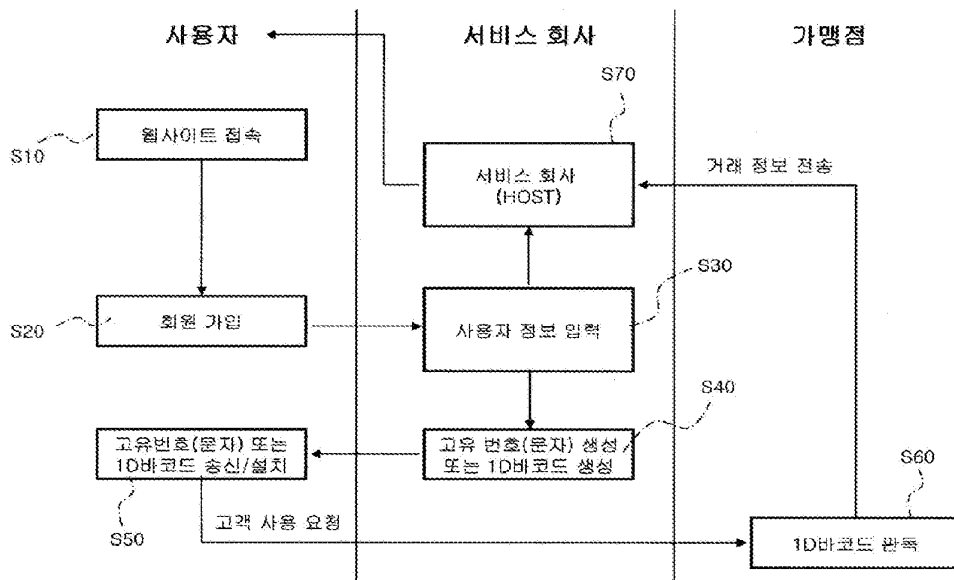 사용자
서비스 회사
가맹점
S70
웹사이트 접속
S10
서비스 회사
(HOST)
거래 정보 전송
S30
회원 가입
S20
사용자 정보 입력
S40
고유번호(문자) 또는
1D바코드 송신/설치
고유 번호(문자) 생성
또는 1D바코드 생성
S60
S50
고객 사용 요청
1D바코드 판독